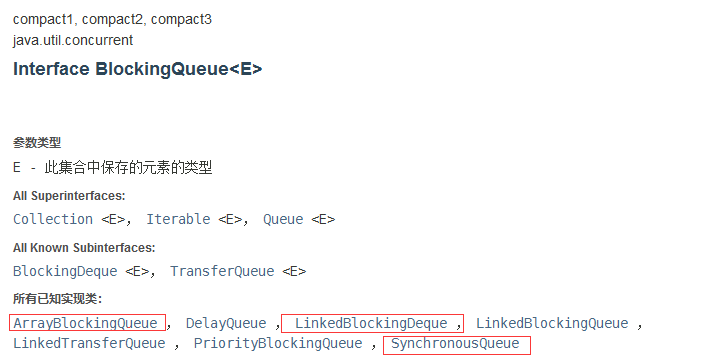 compact1, compact2, compact3
java.util.concurrent
Interface BlockingQueue<E>
参数类型
E - 此集合中保存的元素的类型
All Superinterfaces:
Collection <E>， Iterable <E>， Queue <E>
All Known Subinterfaces:
BlockingDeque <E>， TransferQueue <E>
所有已知实现类：
ArrayBlockingQueue ， DelayQueue ， LinkedBlockingDeque ， LinkedBlockingQueue ，
LinkedTransferQueue ， PriorityBlockingQueue ， SynchronousQueue